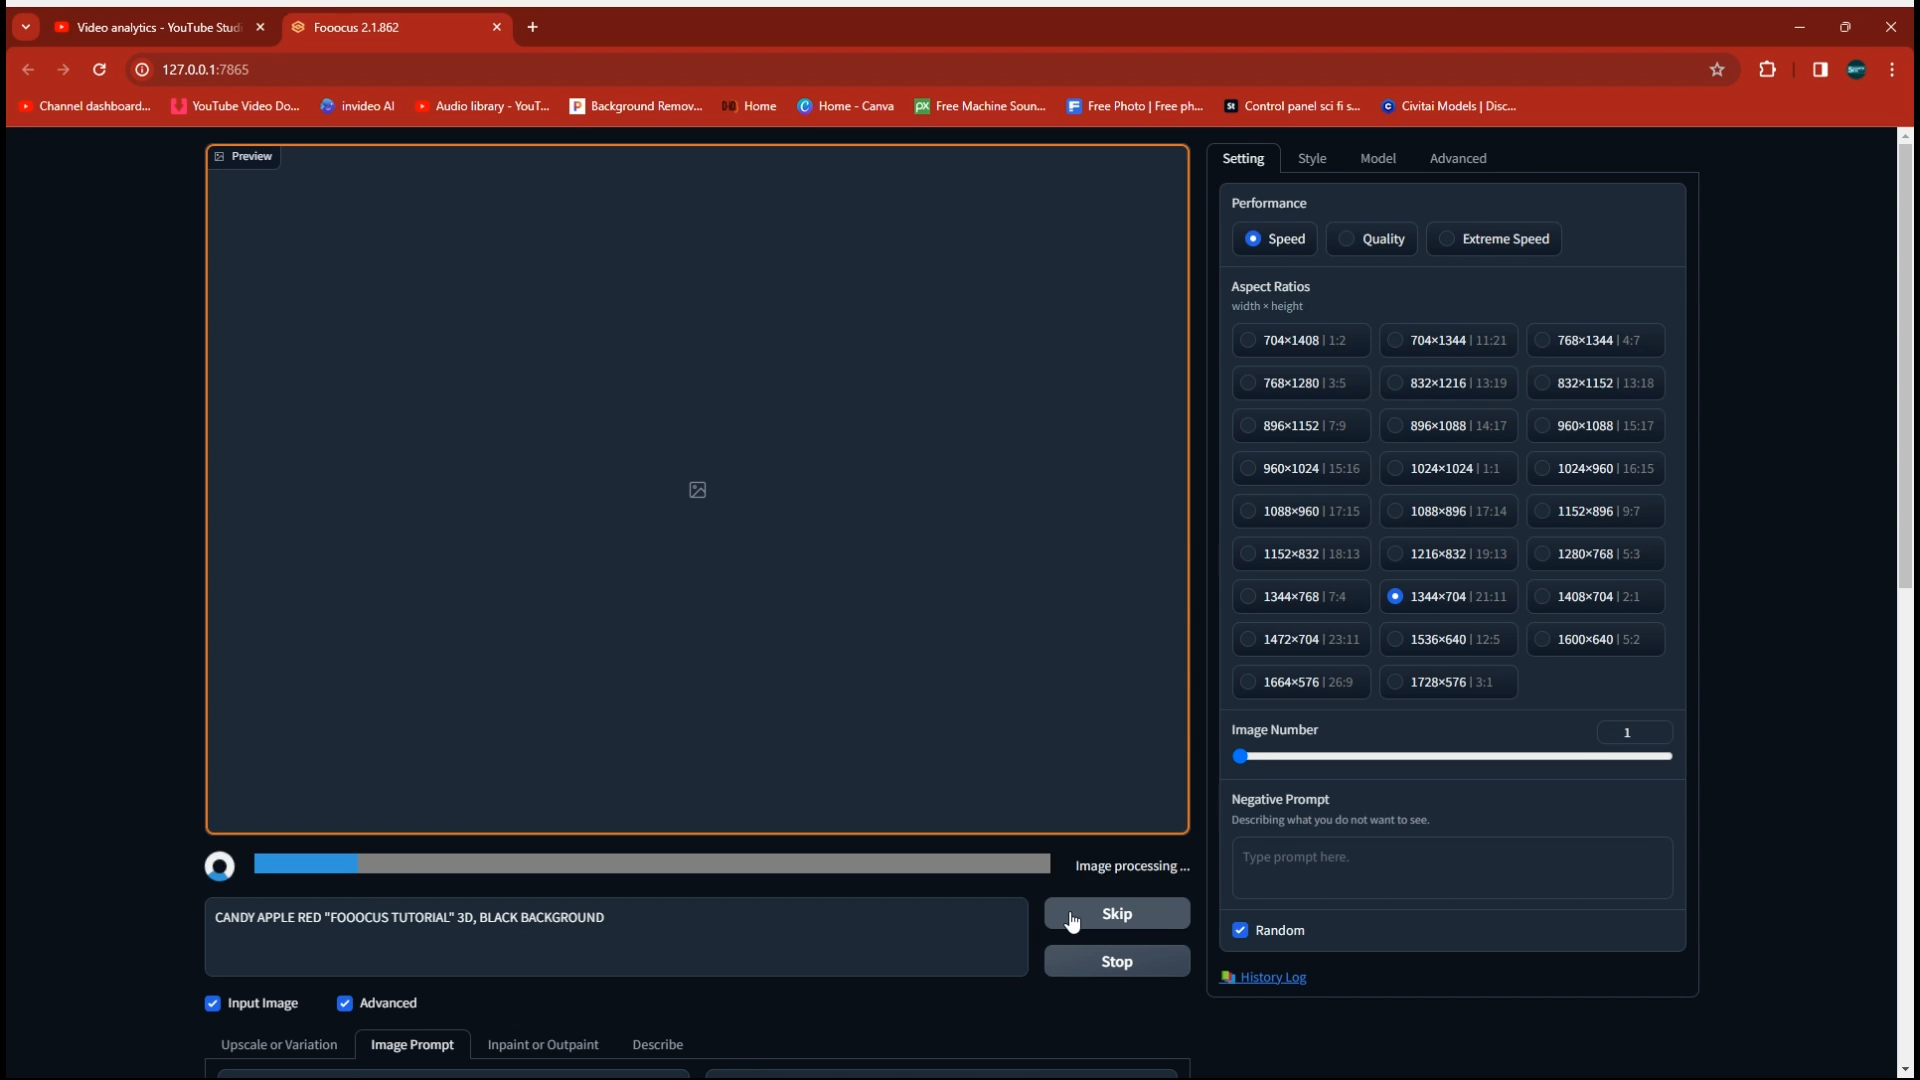 Video analytics - YouTube Studi
Fooocus 2.1.862
127.0.0.1:7865
Channel dashboard...
YouTube Video Do...
invideo AI
Audio library - YouT...
Background Remov...
Home
Home - Canva
Free Machine Soun...
Free Photo | Free ph...
Control panel sci fi s...
Civitai Models | Disc...
Preview
Setting Style Model Advanced
Performance
Speed Quality Extreme Speed
Aspect Ratios
width × height
704×1408 | 1:2 704×1344 | 11:21 768×1344 | 4:7
768×1280 | 3:5 832×1216 | 13:19 832×1152 | 13:18
896×1152 | 7:9 896×1088 | 14:17 960×1088 | 15:17
960×1024 | 15:16 1024×1024 | 1:1 1024×960 | 16:15
1088×960 | 17:15 1088×896 | 17:14 1152×896 | 9:7
1152×832 | 18:13 1216×832 | 19:13 1280×768 | 5:3
1344×768 | 7:4 1344×704 | 21:11 1408×704 | 2:1
1472×704 | 23:11 1536×640 | 12:5 1600×640 | 5:2
1664×576 | 26:9 1728×576 | 3:1
Image Number 1
Negative Prompt
Describing what you do not want to see.
Type prompt here.
Random
History Log
Image processing ...
CANDY APPLE RED "FOOOCUS TUTORIAL" 3D, BLACK BACKGROUND
Skip
Stop
Input Image Advanced
Upscale or Variation Image Prompt Inpaint or Outpaint Describe